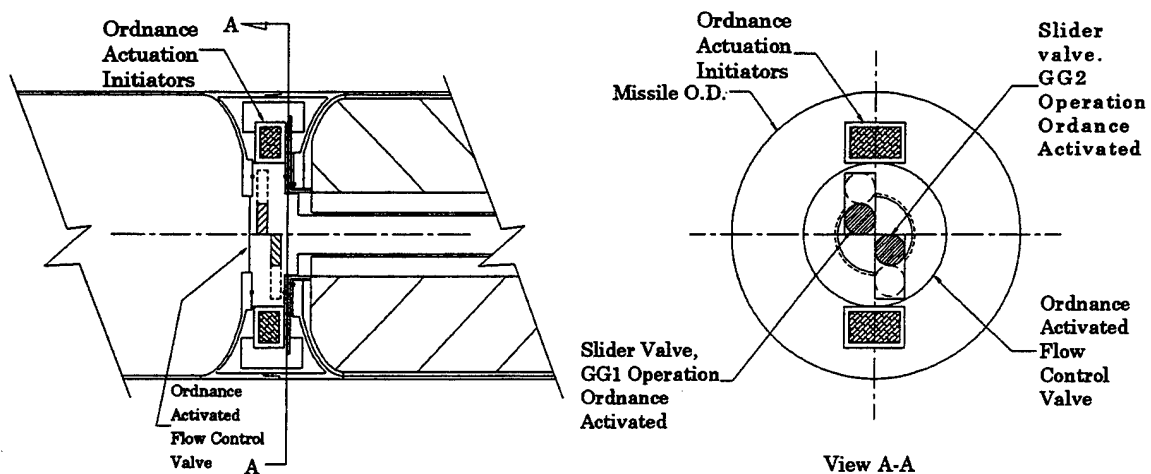 A
Ordnance
Actuation
Initiators
Ordnance
Activated
Flow Control
Valve
A
Ordnance
Actuation
Initiators
Missile O.D.
Slider
valve.
GG2
Operation
Ordance
Activated
Slider Valve,
GG1 Operation
Ordnance
Activated
Ordnance
Activated
Flow
Control
Valve
View A-A